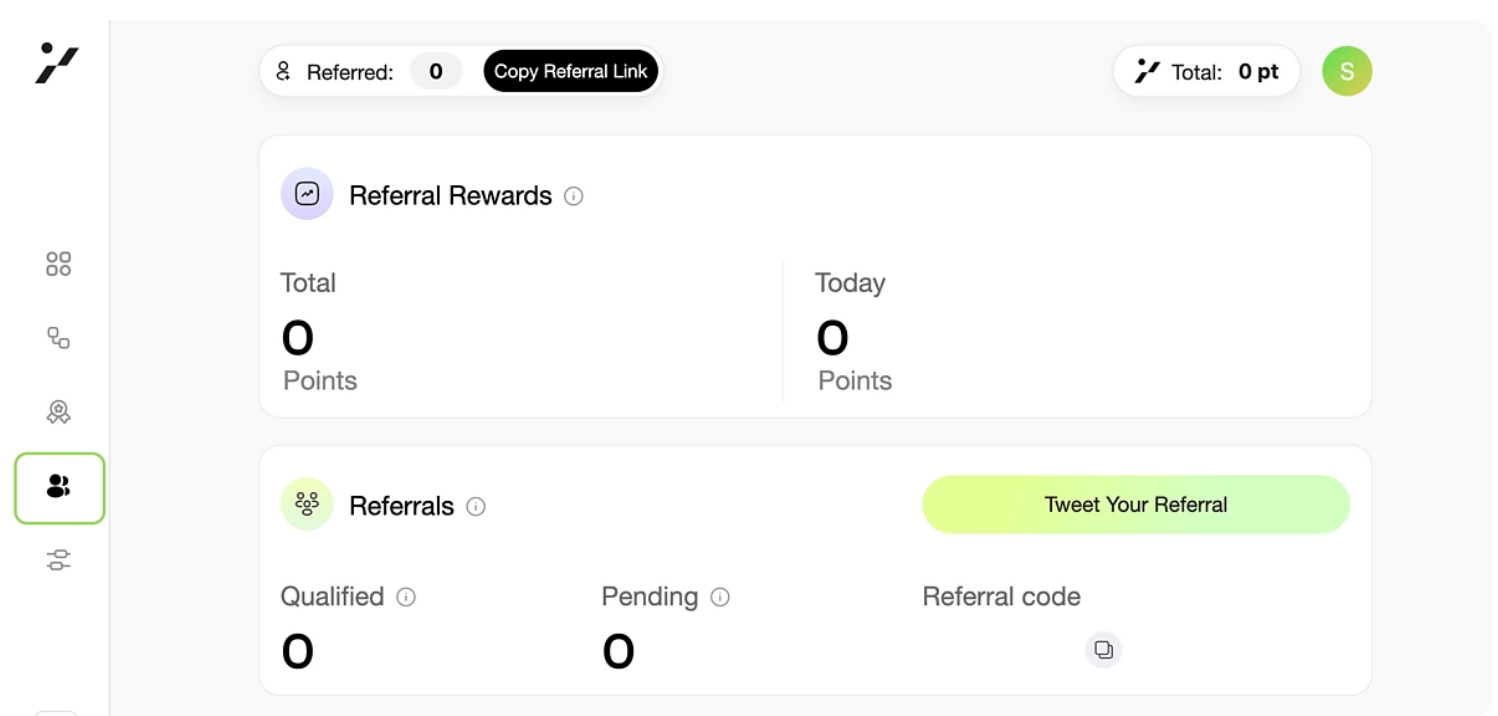 Referred: 0 Copy Referral Link
Total: 0 pt
S
Referral Rewards
Total
0
Points
Today
0
Points
Referrals
Tweet Your Referral
Qualified
0
Pending
0
Referral code